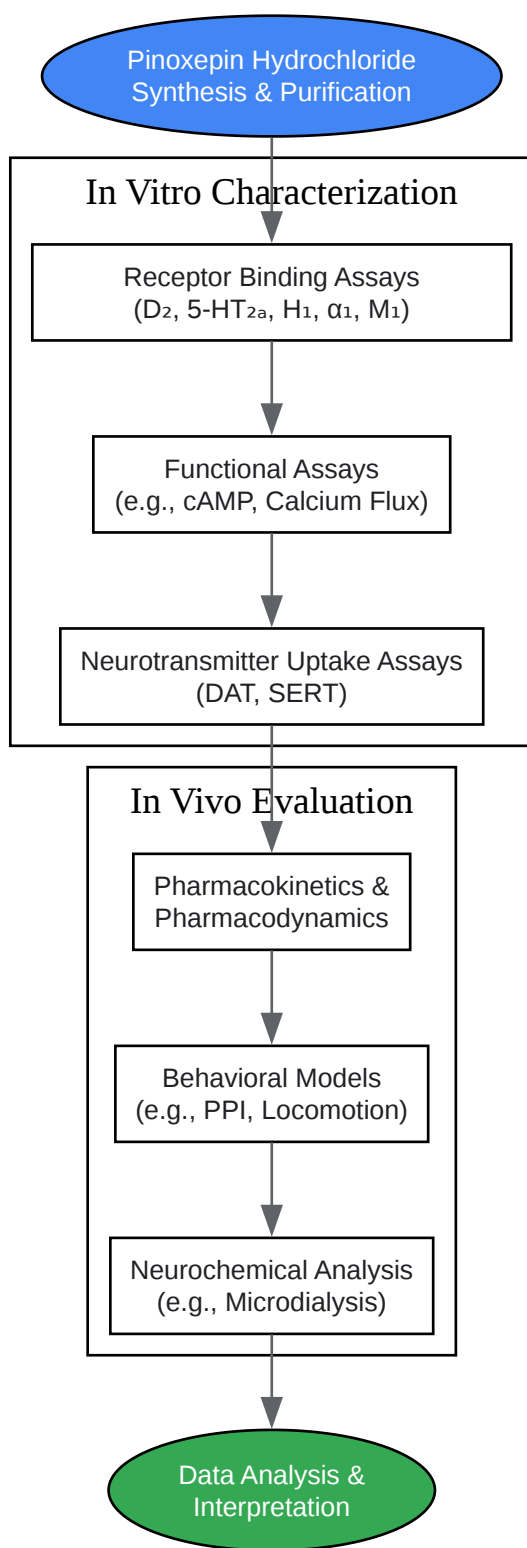 Pinoxepin Hydrochloride
Synthesis & Purification
In Vitro Characterization
Receptor Binding Assays
(D₂, 5-HT₂ₐ, H₁, α₁, M₁)
Functional Assays
(e.g., cAMP, Calcium Flux)
Neurotransmitter Uptake Assays
(DAT, SERT)
In Vivo Evaluation
Pharmacokinetics &
Pharmacodynamics
Behavioral Models
(e.g., PPI, Locomotion)
Neurochemical Analysis
(e.g., Microdialysis)
Data Analysis &
Interpretation